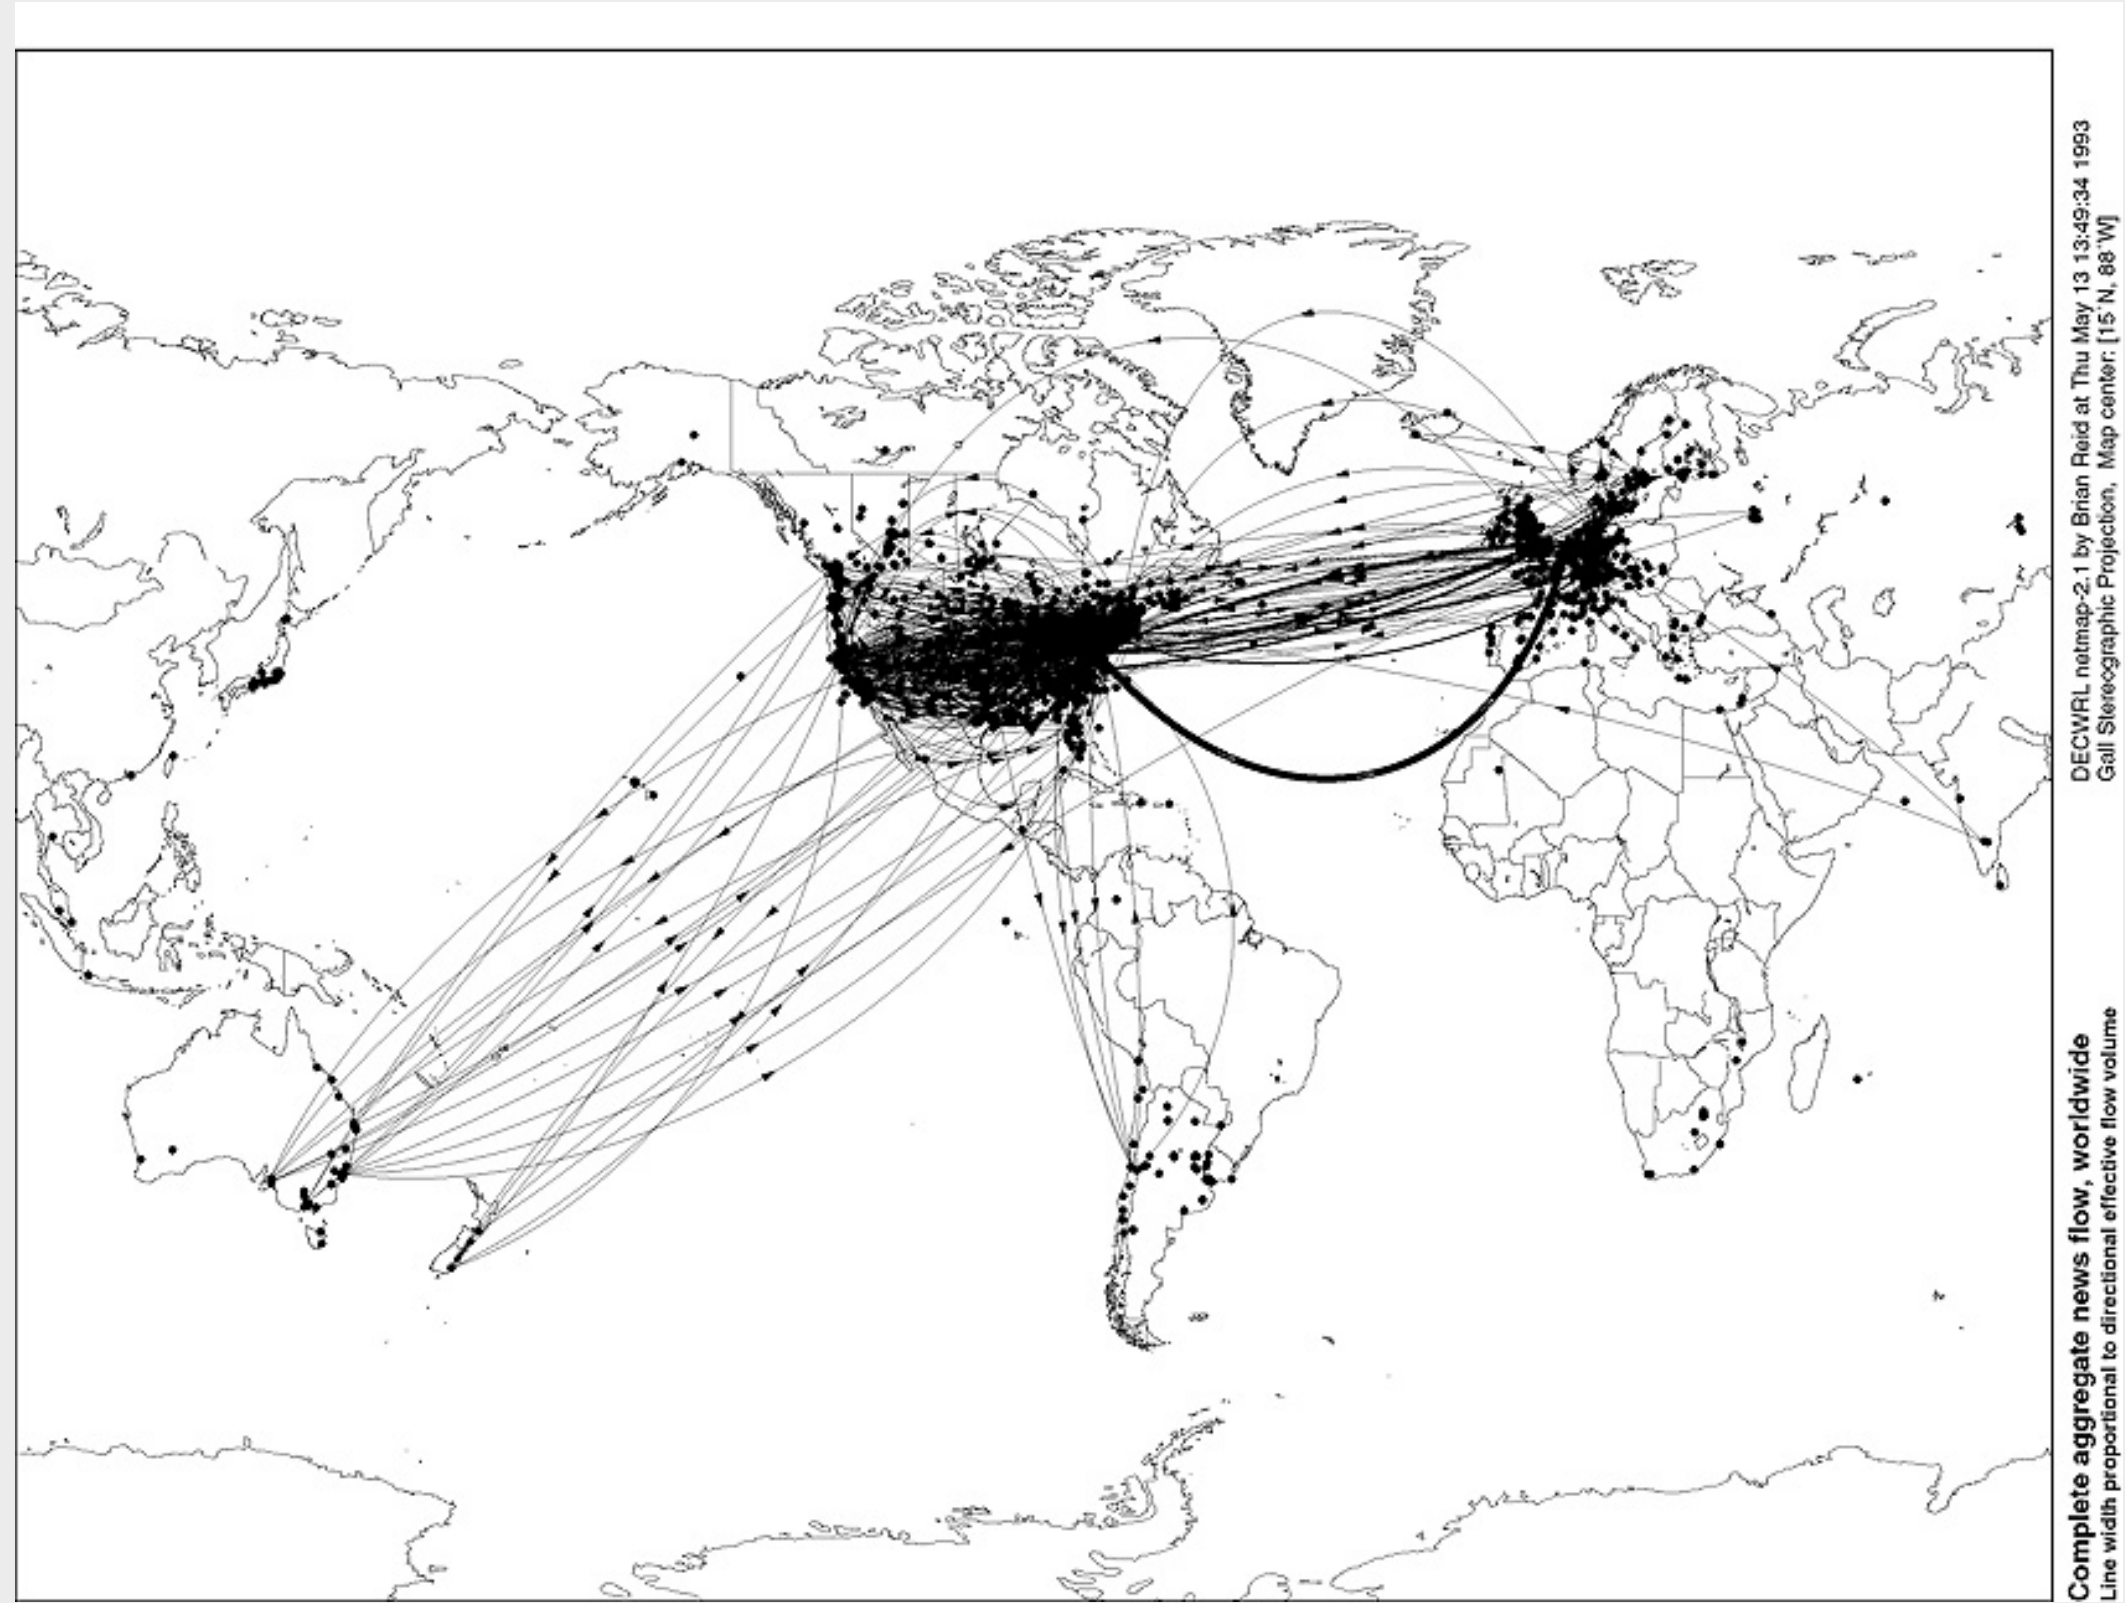 DECWRL netmap-2.1 by Brian Reid at Thu May 13 13:49:34 1993
Gall Stereographic Projection, Map center: [15°N, 88°W]
Complete aggregate news flow, worldwide
Line width proportional to directional effective flow volume